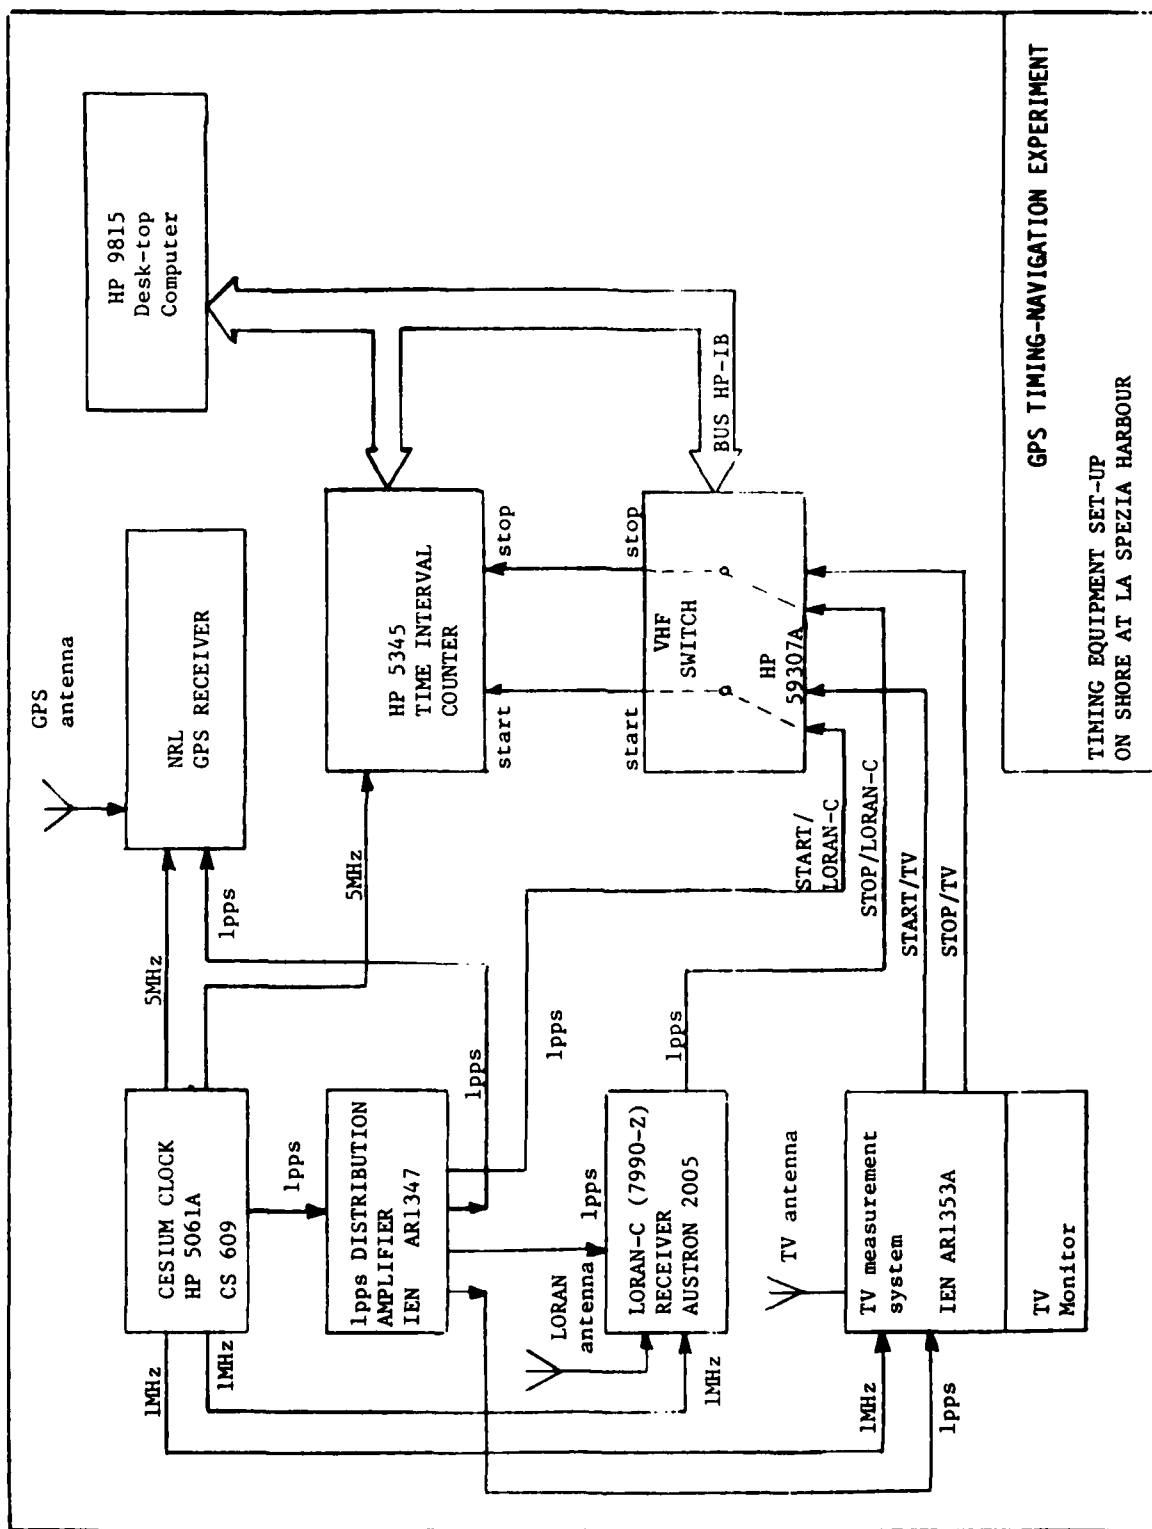 GPS
antenna
HP 9815
Desk-top
Computer
NRL
GPS RECEIVER
5MHz
1pps
CESIUM CLOCK
HP 5061A
CS 609
1MHz
1MHz
1pps
5MHz
HP 5345
TIME INTERVAL
COUNTER
start
stop
1pps DISTRIBUTION
AMPLIFIER
IEN AR1347
1pps
1pps
LORAN
antenna
1pps
LORAN-C (7990-Z)
RECEIVER
AUSTRON 2005
1MHz
1pps
start
stop
VHF
SWITCH
HP
59307A
BUS HP-IB
START/
LORAN-C
STOP/LORAN-C
START/TV
STOP/TV
TV antenna
TV measurement
system
IEN AR1353A
TV
Monitor
1MHz
1pps
GPS TIMING-NAVIGATION EXPERIMENT
TIMING EQUIPMENT SET-UP
ON SHORE AT LA SPEZIA HARBOUR